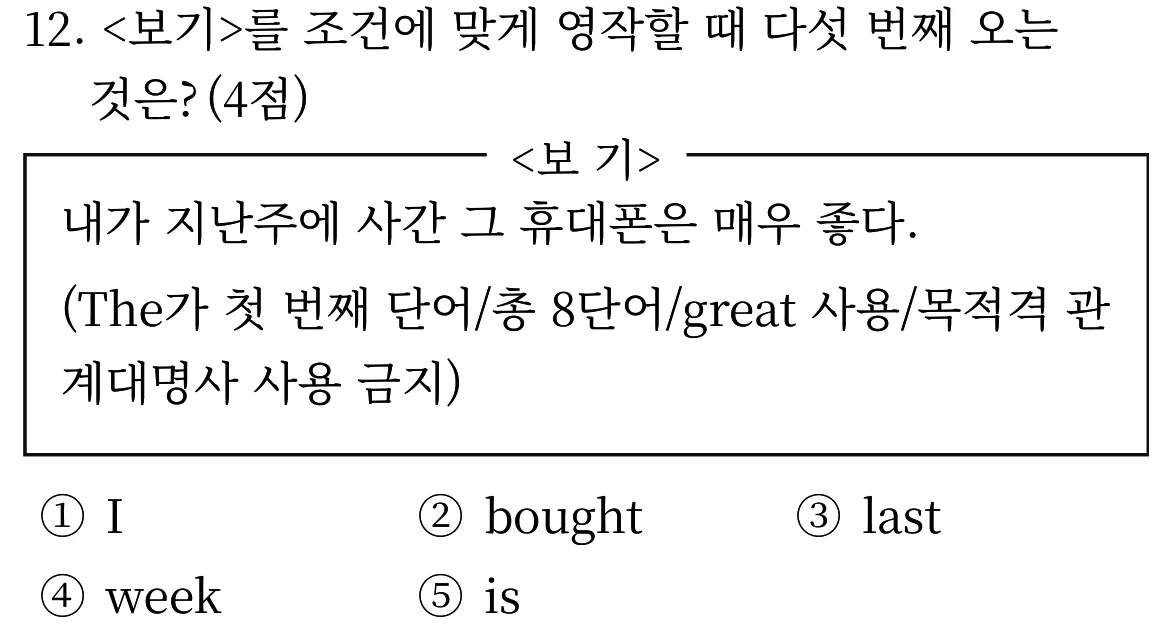 12. <보기>를 조건에 맞게 영작할 때 다섯 번째 오는
것은?(4점)
<보 기>
내가 지난주에 사간 그 휴대폰은 매우 좋다.
(The가 첫 번째 단어/총 8단어/great 사용/목적격 관
계대명사 사용 금지)
① I ② bought ③ last
④ week ⑤ is